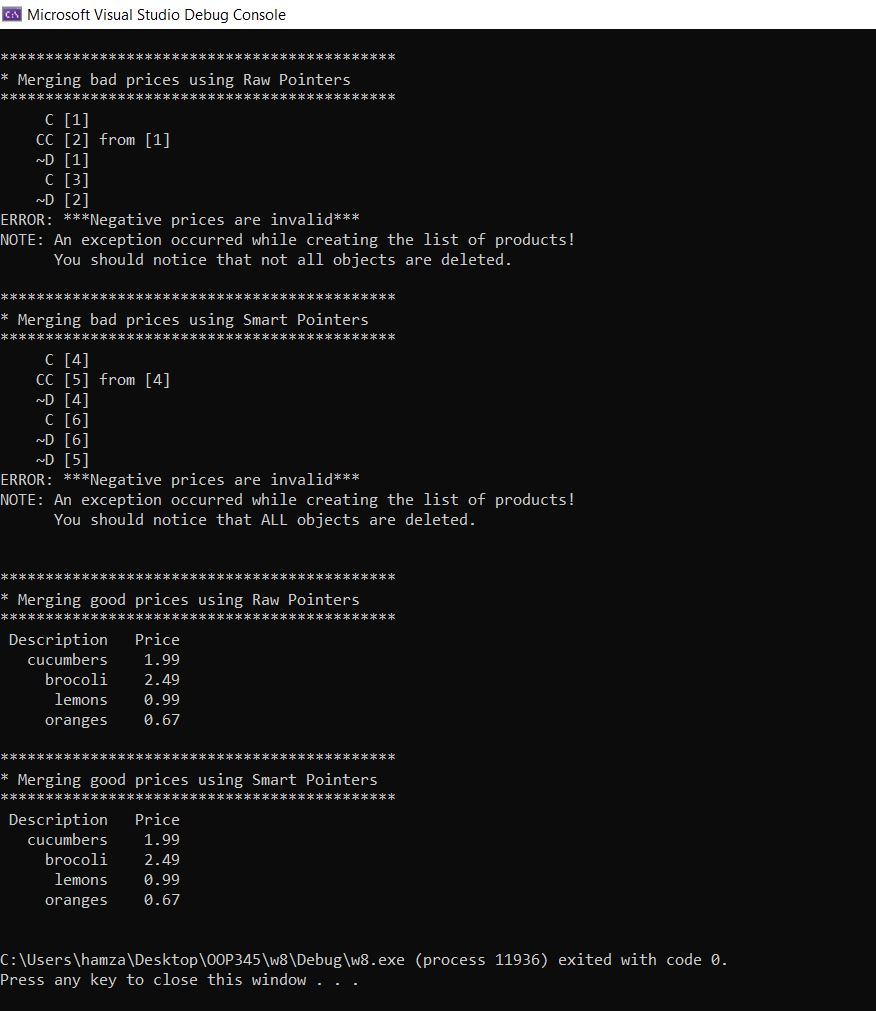 Microsoft Visual Studio Debug Console
********************************************
* Merging bad prices using Raw Pointers
********************************************
     C [1]
    CC [2] from [1]
    ~D [1]
     C [3]
    ~D [2]
ERROR: ***Negative prices are invalid***
NOTE: An exception occurred while creating the list of products!
      You should notice that not all objects are deleted.
********************************************
* Merging bad prices using Smart Pointers
********************************************
     C [4]
    CC [5] from [4]
    ~D [4]
     C [6]
    ~D [6]
    ~D [5]
ERROR: ***Negative prices are invalid***
NOTE: An exception occurred while creating the list of products!
      You should notice that ALL objects are deleted.
********************************************
* Merging good prices using Raw Pointers
********************************************
 Description   Price
   cucumbers    1.99
     brocoli    2.49
      lemons    0.99
     oranges    0.67
********************************************
* Merging good prices using Smart Pointers
********************************************
 Description   Price
   cucumbers    1.99
     brocoli    2.49
      lemons    0.99
     oranges    0.67
C:\Users\hamza\Desktop\OOP345\w8\Debug\w8.exe (process 11936) exited with code 0.
Press any key to close this window . . .